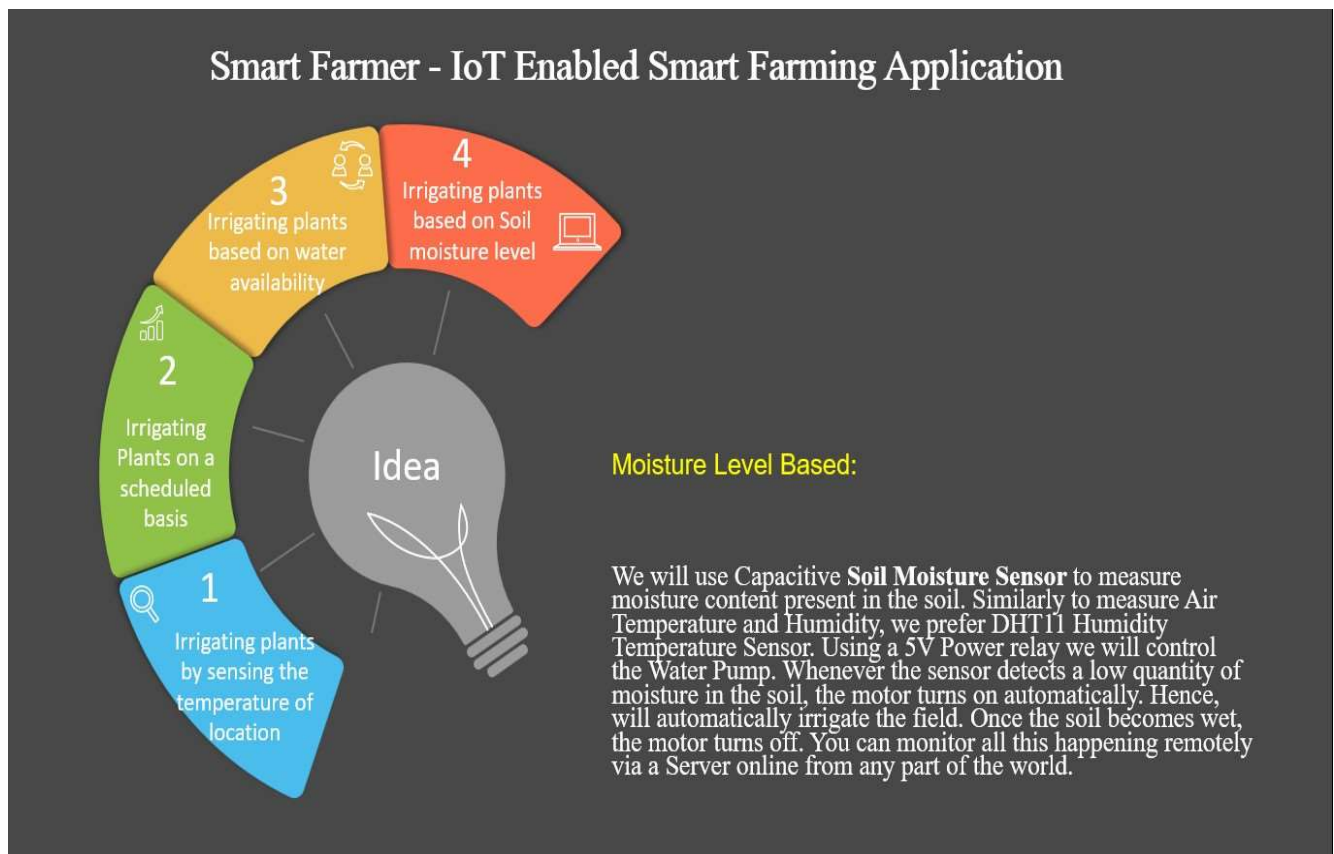 Smart Farmer - IoT Enabled Smart Farming Application
4
Irrigating plants
based on Soil
moisture level
3
Irrigating plants
based on water
availability
2
Irrigating
Plants on a
scheduled
basis
1
Irrigating plants
by sensing the
temperature of
location
Idea
Moisture Level Based:
We will use Capacitive Soil Moisture Sensor to measure
moisture content present in the soil. Similarly to measure Air
Temperature and Humidity, we prefer DHT11 Humidity
Temperature Sensor. Using a 5V Power relay we will control
the Water Pump. Whenever the sensor detects a low quantity of
moisture in the soil, the motor turns on automatically. Hence,
will automatically irrigate the field. Once the soil becomes wet,
the motor turns off. You can monitor all this happening remotely
via a Server online from any part of the world.